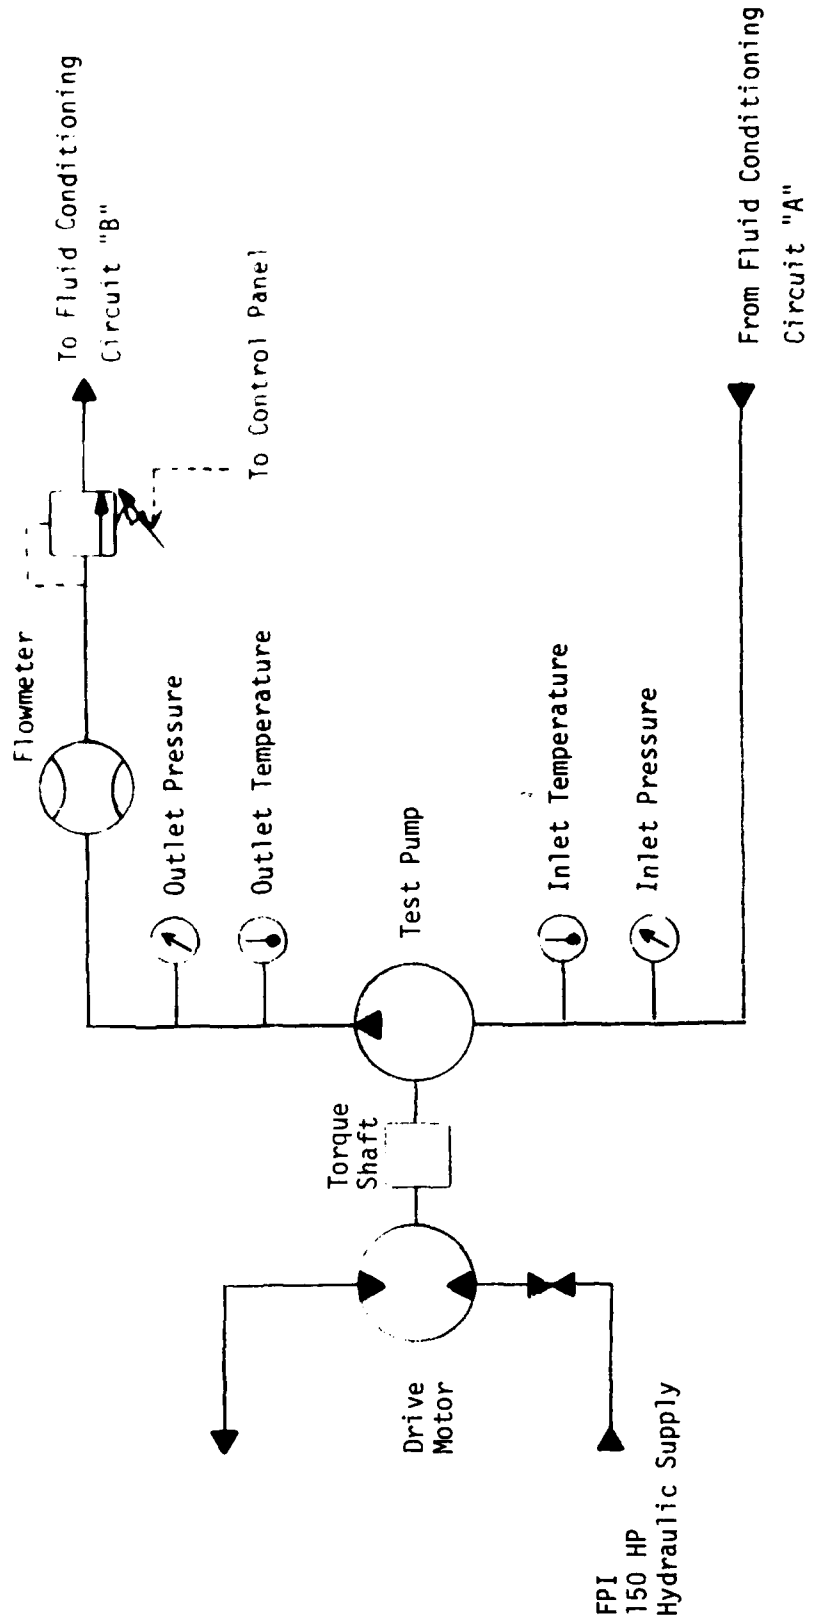 To Fluid Conditioning
Circuit "B"
To Control Panel
Flowmeter
Outlet Pressure
Outlet Temperature
Test Pump
Inlet Temperature
Inlet Pressure
From Fluid Conditioning
Circuit "A"
Torque
Shaft
Drive
Motor
FPI
150 HP
Hydraulic Supply